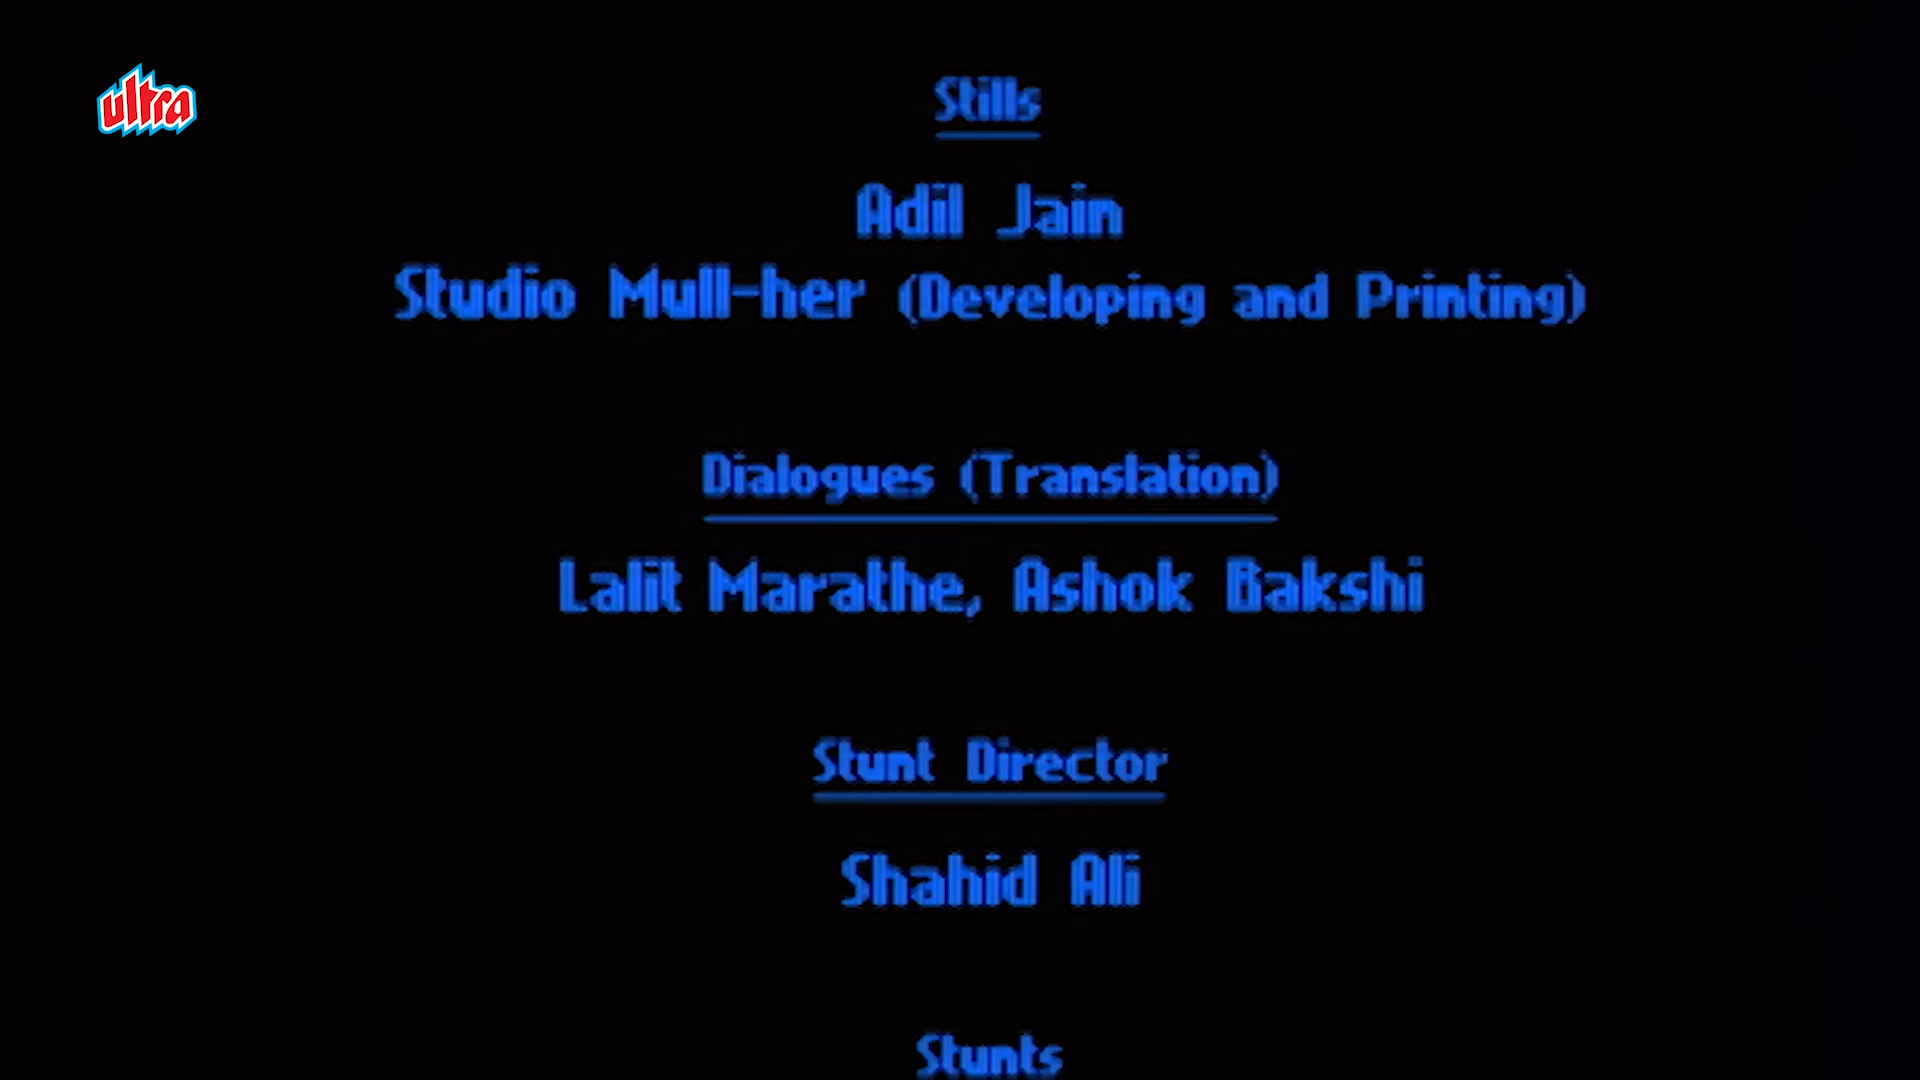 ultra
Stills
Adil Jain
Studio Mull-her (Developing and Printing)
Dialogues (Translation)
Lalit Marathe, Ashok Bakshi
Stunt Director
Shahid Ali
Stunts